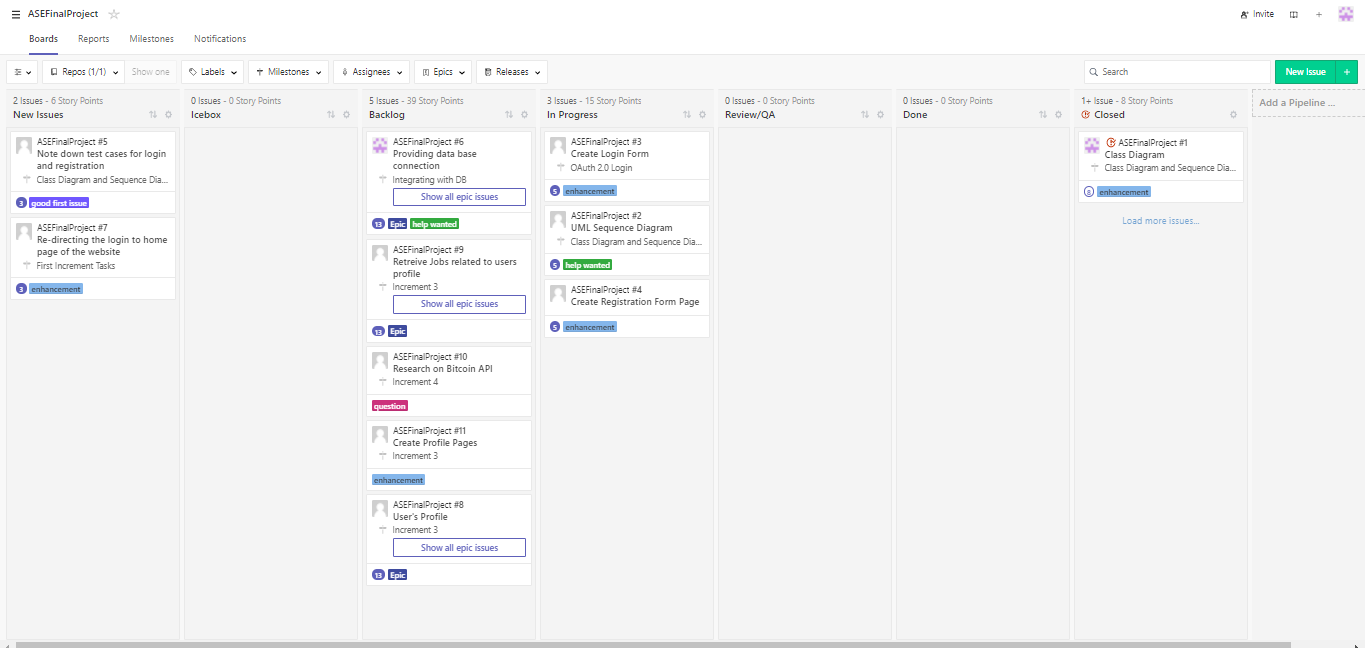 ASEFinalProject
Invite
Boards Reports Milestones Notifications
Repos (1/1) Show one Labels Milestones Assignees Epics Releases Search New Issue +
2 Issues - 6 Story Points
New Issues
ASEFinalProject #5
Note down test cases for login
and registration
Class Diagram and Sequence Dia...
3 good first issue
ASEFinalProject #7
Re-directing the login to home
page of the website
First Increment Tasks
3 enhancement
0 Issues - 0 Story Points
Icebox
5 Issues - 39 Story Points
Backlog
ASEFinalProject #6
Providing data base
connection
Integrating with DB
Show all epic issues
13 Epic help wanted
ASEFinalProject #9
Retreive Jobs related to users
profile
Increment 3
Show all epic issues
13 Epic
ASEFinalProject #10
Research on Bitcoin API
Increment 4
question
ASEFinalProject #11
Create Profile Pages
Increment 3
enhancement
ASEFinalProject #8
User's Profile
Increment 3
Show all epic issues
13 Epic
3 Issues - 15 Story Points
In Progress
ASEFinalProject #3
Create Login Form
OAuth 2.0 Login
5 enhancement
ASEFinalProject #2
UML Sequence Diagram
Class Diagram and Sequence Dia...
5 help wanted
ASEFinalProject #4
Create Registration Form Page
5 enhancement
0 Issues - 0 Story Points
Review/QA
0 Issues - 0 Story Points
Done
1+ Issue - 8 Story Points
Closed
ASEFinalProject #1
Class Diagram
Class Diagram and Sequence Dia...
8 enhancement
Load more issues...
Add a Pipeline ...